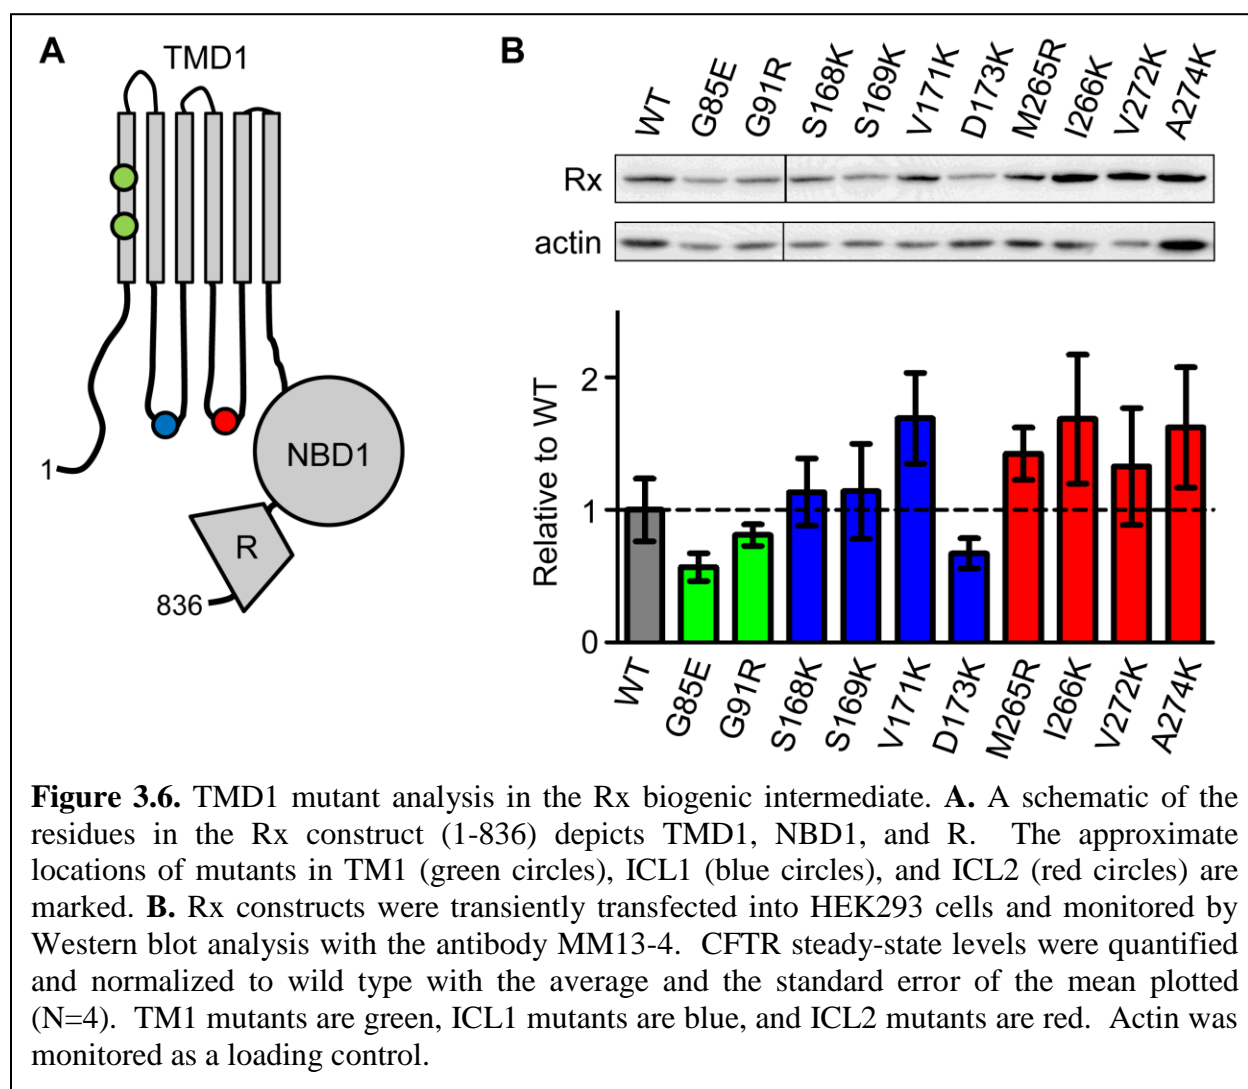 A
TMD1
1
NBD1
R
836
B
WT
G85E
G91R
S168K
S169K
V171K
D173K
M265R
I266K
V272K
A274K
Rx
actin
Relative to WT
2
1
0
WT
G85E
G91R
S168K
S169K
V171K
D173K
M265R
I266K
V272K
A274K
Figure 3.6. TMD1 mutant analysis in the Rx biogenic intermediate. A. A schematic of the
residues in the Rx construct (1-836) depicts TMD1, NBD1, and R. The approximate
locations of mutants in TM1 (green circles), ICL1 (blue circles), and ICL2 (red circles) are
marked. B. Rx constructs were transiently transfected into HEK293 cells and monitored by
Western blot analysis with the antibody MM13-4. CFTR steady-state levels were quantified
and normalized to wild type with the average and the standard error of the mean plotted
(N=4). TM1 mutants are green, ICL1 mutants are blue, and ICL2 mutants are red. Actin was
monitored as a loading control.